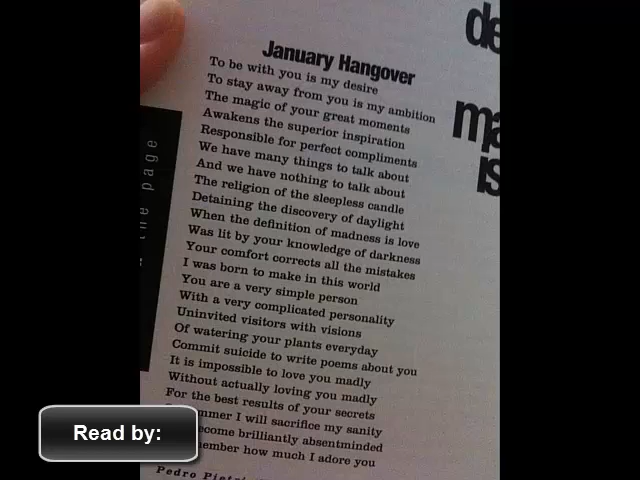 January Hangover
To be with you is my desire
To stay away from you is my ambition
The magic of your great moments
Awakens the superior inspiration
Responsible for perfect compliments
We have many things to talk about
And we have nothing to talk about
The religion of the sleepless candle
Detaining the discovery of daylight
When the definition of madness is love
Was lit by your knowledge of darkness
Your comfort corrects all the mistakes
I was born to make in this world
You are a very simple person
With a very complicated personality
Uninvited visitors with visions
Of watering your plants everyday
Commit suicide to write poems about you
It is impossible to love you madly
Without actually loving you madly
For the best results of your secrets
I will sacrifice my sanity
brilliantly absentminded
how much I adore you
Pedro
the page
de
ma
is
Read by: